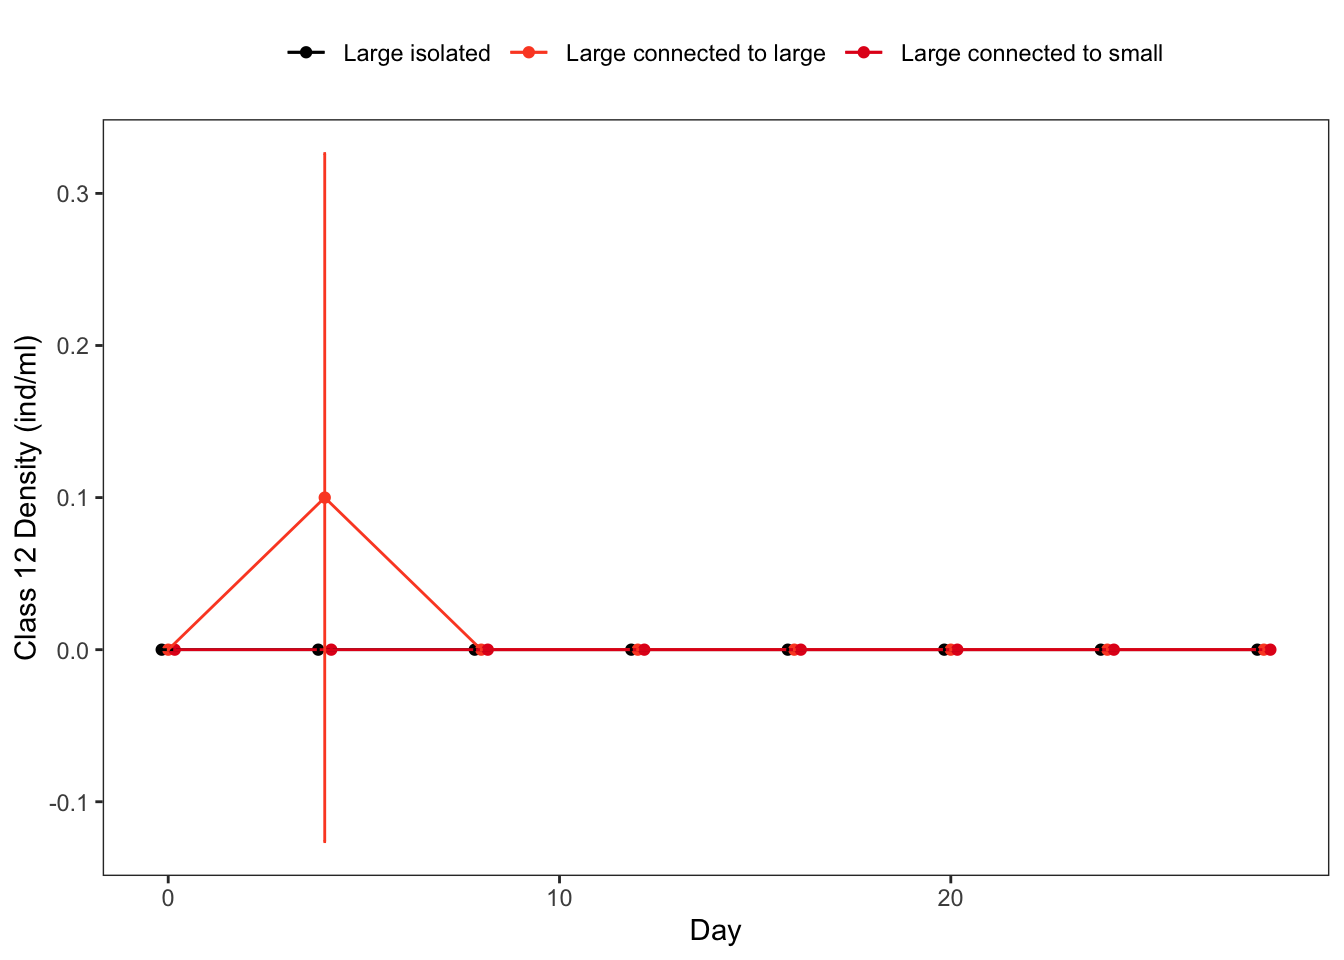 Large isolated Large connected to large Large connected to small
0.3
0.2
0.1
0.0
-0.1
Class 12 Density (ind/ml)
0 10 20
Day